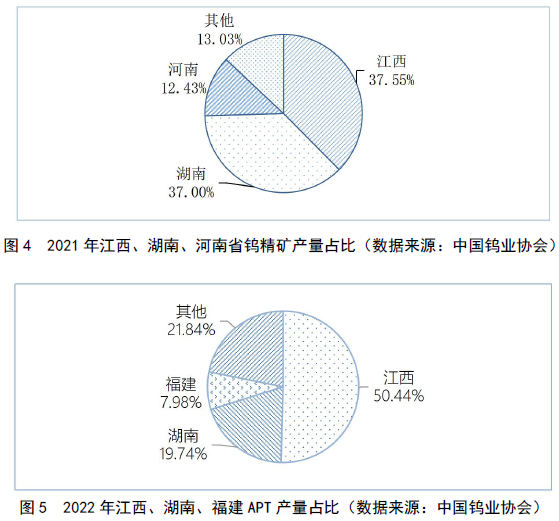 其他
13.03%
江西
37.55%
河南
12.43%
湖南
37.00%
图 4 2021 年江西、湖南、河南省钨精矿产量占比（数据来源：中国钨业协会）
其他
21.84%
江西
50.44%
福建
7.98%
湖南
19.74%
图 5 2022 年江西、湖南、福建 APT 产量占比（数据来源：中国钨业协会）